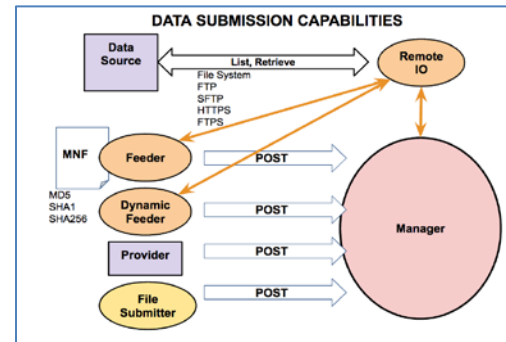 DATA SUBMISSION CAPABILITIES
Data
Source
List, Retrieve
Remote
IO
File System
FTP
SFTP
HTTPS
FTPS
MNF
Feeder
POST
MD5
SHA1
SHA256
Dynamic
Feeder
POST
Manager
Provider
POST
File
Submitter
POST